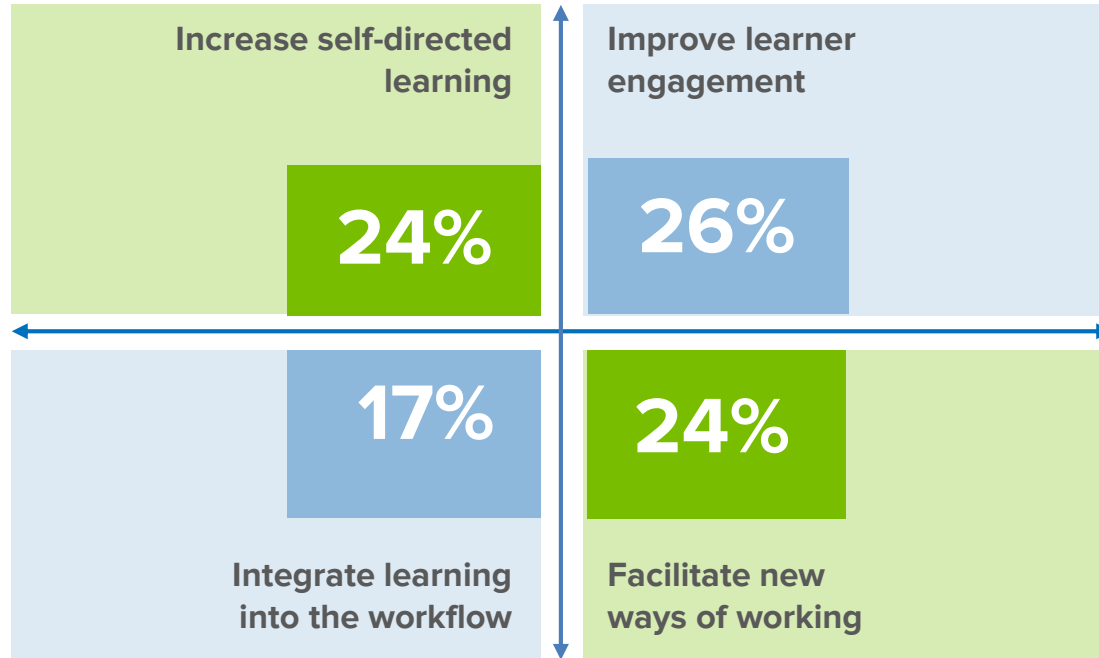 Increase self-directed
learning
24%
Improve learner
engagement
26%
17%
Integrate learning
into the workflow
24%
Facilitate new
ways of working